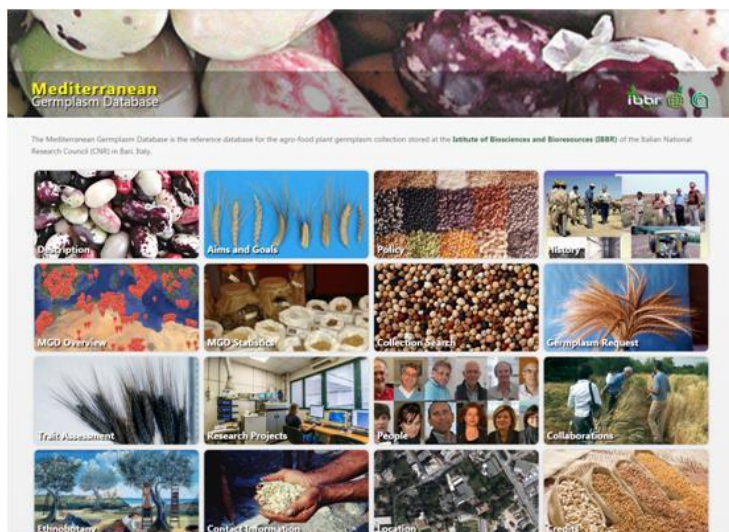 Mediterranean
Germplasm Database
ibbr
The Mediterranean Germplasm Database is the reference database for the agro-food plant germplasm collection stored at the Istitute of Biosciences and Bioresources (IBBR) of the Italian National
Research Council (CNR) in Bari, Italy.
Description
Aims and Goals
Policy
History
MGD Overview
MGD Statistics
Collection Search
Germplasm Request
Trait Assessment
Research Projects
People
Collaborations
Ethnobotany
Contact Information
Location
Credits